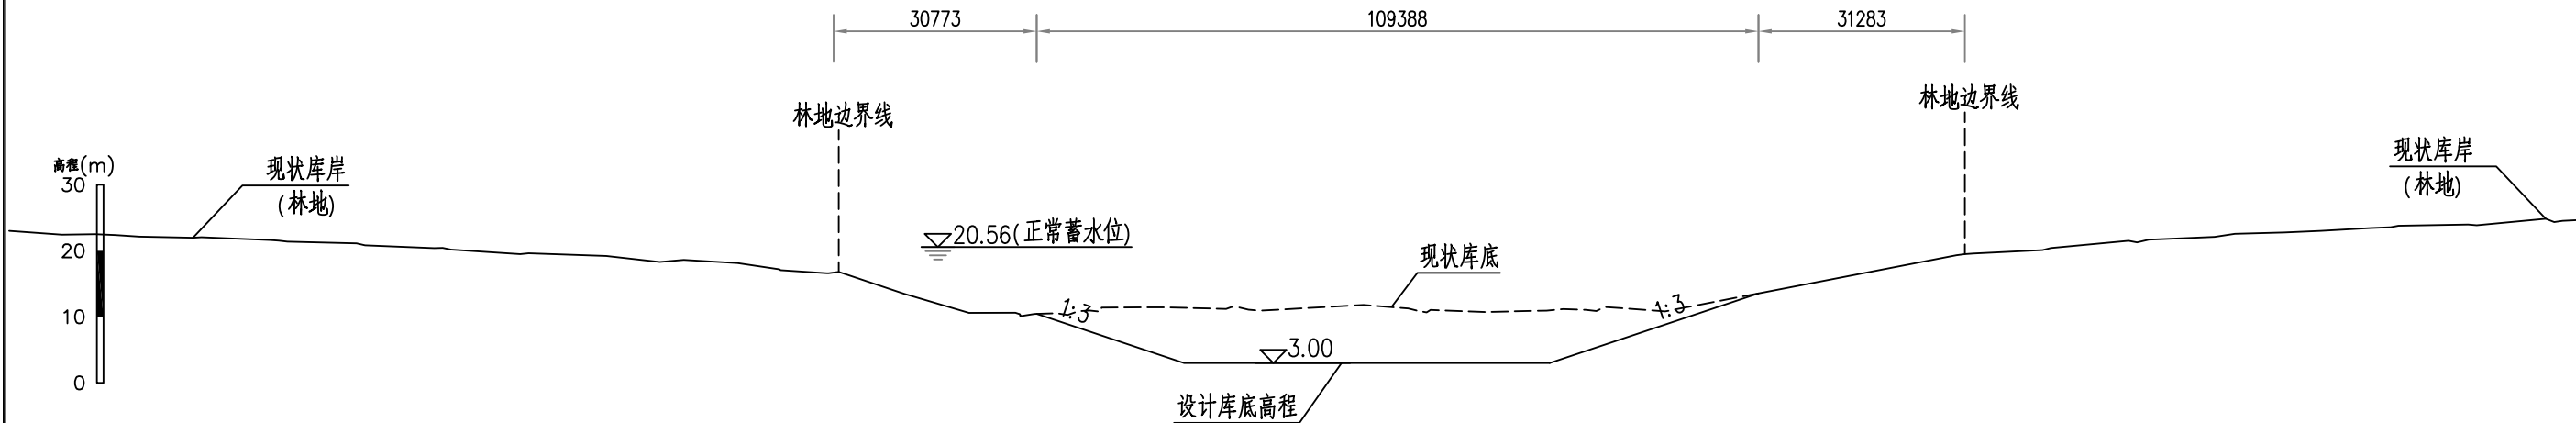 30773
109388
31283
林地边界线
林地边界线
高程(m)
30
20
10
0
现状库岸
(林地)
20.56(正常蓄水位)
现状库底
现状库岸
(林地)
1:3
1:3
3.00
设计库底高程